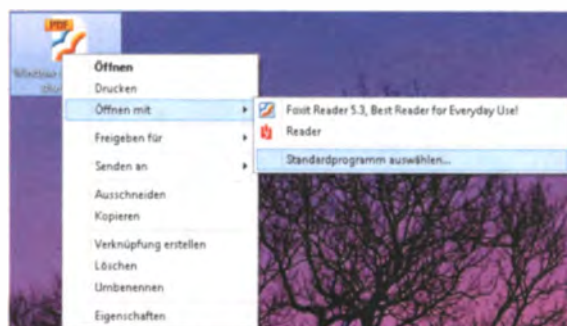 PDF
Öffnen
Drucken
Öffnen mit
Foxit Reader 5.3, Best Reader for Everyday Use!
Reader
Standardprogramm auswählen...
Freigeben für
Senden an
Ausschneiden
Kopieren
Verknüpfung erstellen
Löschen
Umbenennen
Eigenschaften